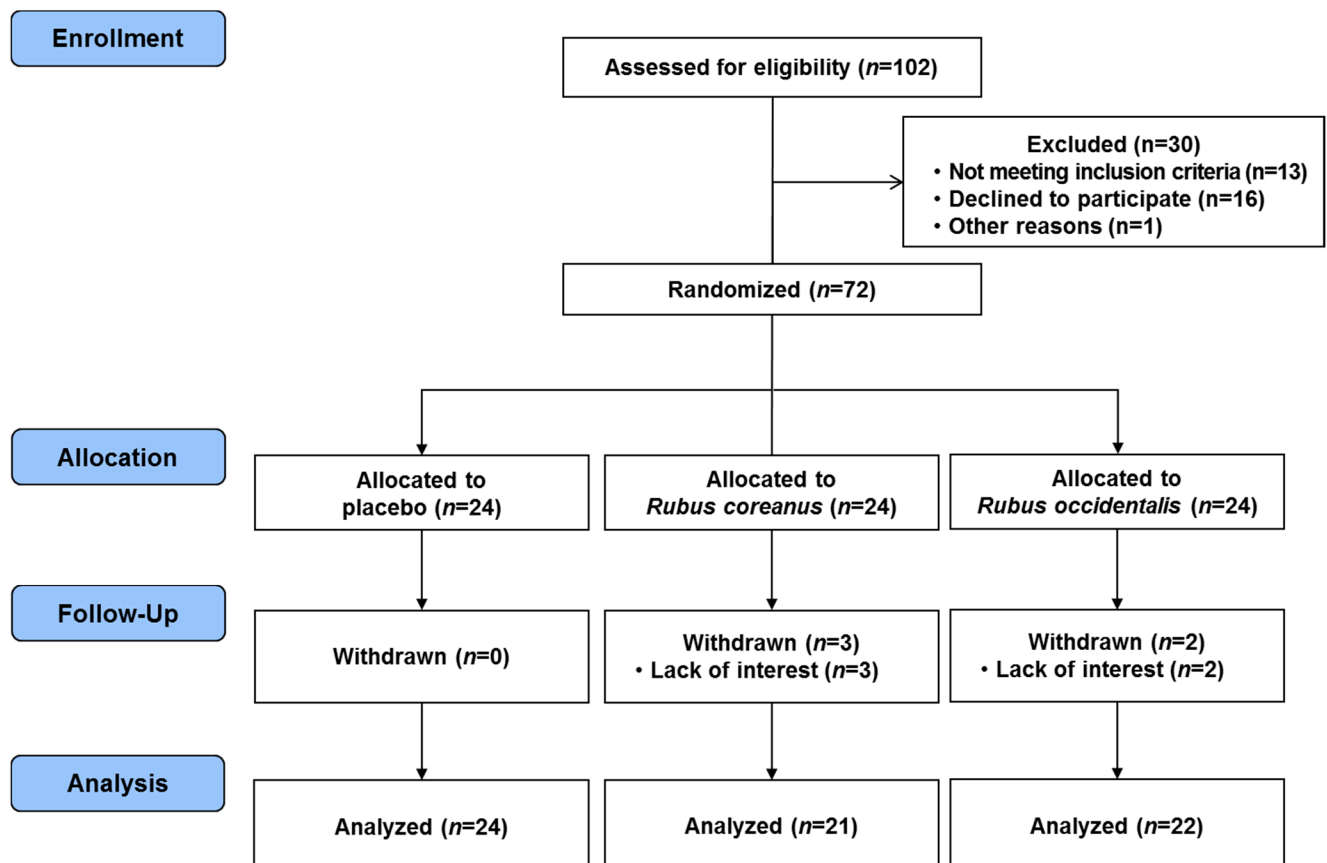 Enrollment
Assessed for eligibility (n=102)
Excluded (n=30)
• Not meeting inclusion criteria (n=13)
• Declined to participate (n=16)
• Other reasons (n=1)
Randomized (n=72)
Allocation
Allocated to
placebo (n=24)
Allocated to
Rubus coreanus (n=24)
Allocated to
Rubus occidentalis (n=24)
Follow-Up
Withdrawn (n=0)
Withdrawn (n=3)
• Lack of interest (n=3)
Withdrawn (n=2)
• Lack of interest (n=2)
Analysis
Analyzed (n=24)
Analyzed (n=21)
Analyzed (n=22)